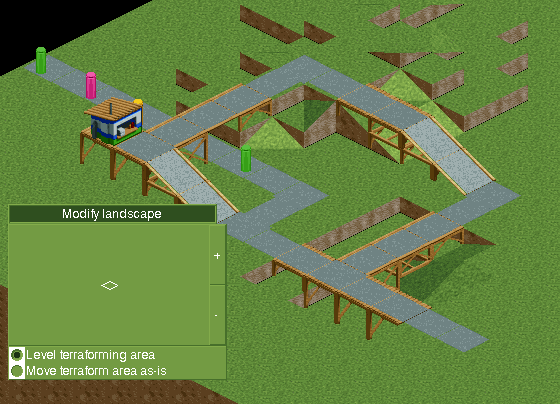 Modify landscape
+
-
Level terraforming area
Move terraform area as-is